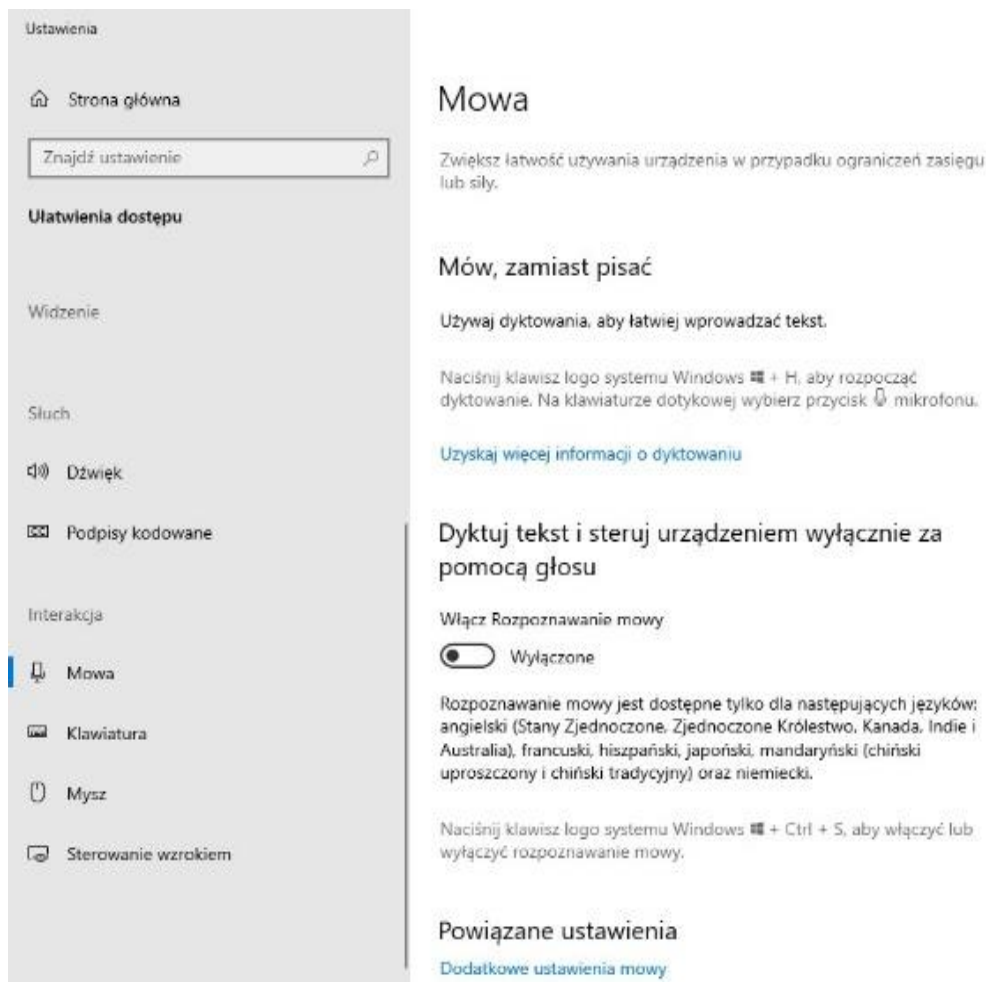 Ustawienia
Strona główna
Znajdź ustawienie
Ułatwienia dostępu
Widzenie
Słuch
Dźwięk
Podpisy kodowane
Interakcja
Mowa
Klawiatura
Mysz
Sterowanie wzrokiem
Mowa
Zwiększ łatwość używania urządzenia w przypadku ograniczeń zasięgu
lub siły.
Mów, zamiast pisać
Używaj dyktowania, aby łatwiej wprowadzać tekst.
Naciśnij klawisz logo systemu Windows + H, aby rozpocząć
dyktowanie. Na klawiaturze dotykowej wybierz przycisk mikrofonu.
Uzyskaj więcej informacji o dyktowaniu
Dyktuj tekst i steruj urządzeniem wyłącznie za
pomocą głosu
Włącz Rozpoznawanie mowy
Wyłączone
Rozpoznawanie mowy jest dostępne tylko dla następujących języków:
angielski (Stany Zjednoczone, Zjednoczone Królestwo, Kanada, Indie i
Australia), francuski, hiszpański, japoński, mandaryński (chiński
uproszczony i chiński tradycyjny) oraz niemiecki.
Naciśnij klawisz logo systemu Windows + Ctrl + S, aby włączyć lub
wyłączyć rozpoznawanie mowy.
Powiązane ustawienia
Dodatkowe ustawienia mowy